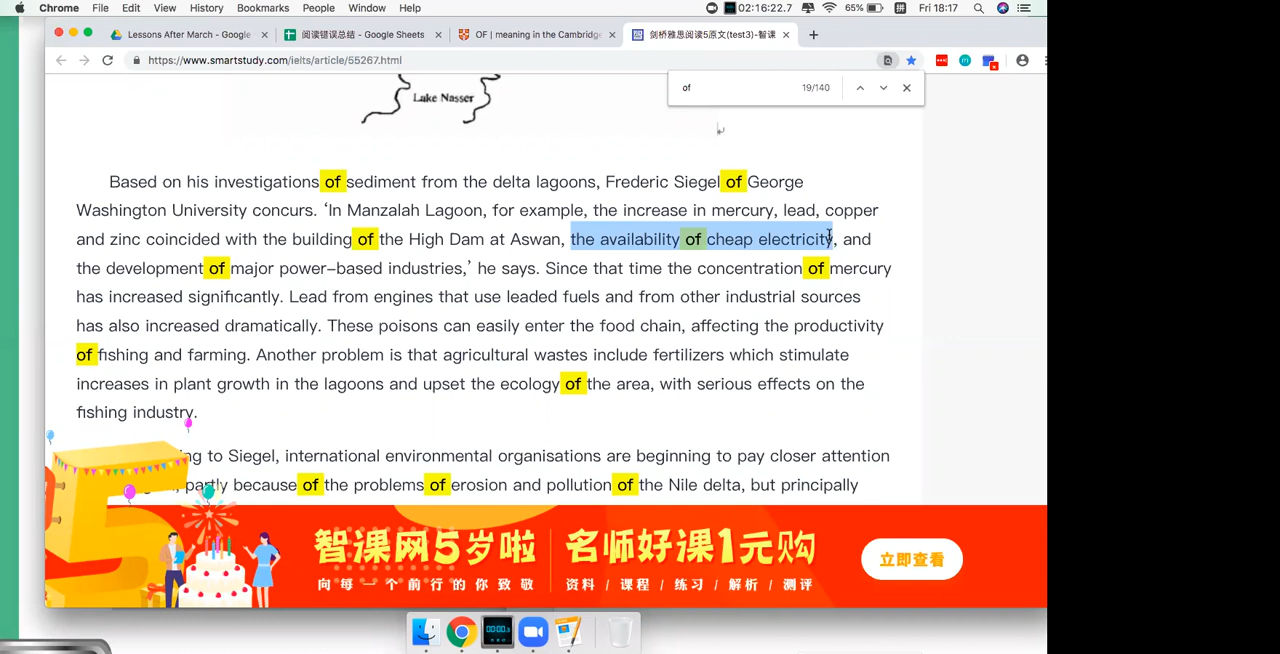 Chrome File Edit View History Bookmarks People Window Help 02:16:22.7 65% 拼 Fri 18:17
Lessons After March - Google 阅读错误总结 - Google Sheets OF | meaning in the Cambridge 剑桥雅思阅读5原文(test3)-智课
https://www.smartstudy.com/ielts/article/55267.html
of 19/140
Lake Nasser
Based on his investigations of sediment from the delta lagoons, Frederic Siegel of George
Washington University concurs. ‘In Manzalah Lagoon, for example, the increase in mercury, lead, copper
and zinc coincided with the building of the High Dam at Aswan, the availability of cheap electricity, and
the development of major power-based industries,’ he says. Since that time the concentration of mercury
has increased significantly. Lead from engines that use leaded fuels and from other industrial sources
has also increased dramatically. These poisons can easily enter the food chain, affecting the productivity
of fishing and farming. Another problem is that agricultural wastes include fertilizers which stimulate
increases in plant growth in the lagoons and upset the ecology of the area, with serious effects on the
fishing industry.
ng to Siegel, international environmental organisations are beginning to pay closer attention
partly because of the problems of erosion and pollution of the Nile delta, but principally
智课网5岁啦 名师好课1元购
向每一个前行的你致敬 资料 / 课程 / 练习 / 解析 / 测评
立即查看